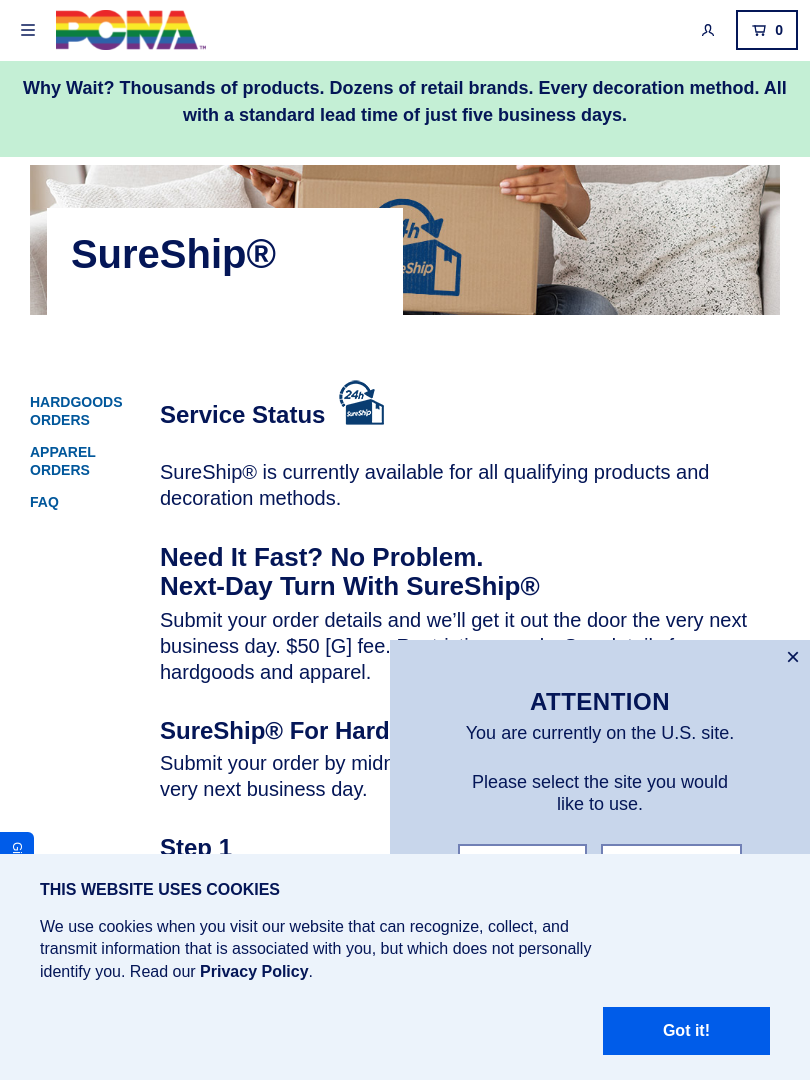 PCNA™
0
Why Wait? Thousands of products. Dozens of retail brands. Every decoration method. All
with a standard lead time of just five business days.
SureShip®
HARDGOODS
ORDERS
APPAREL
ORDERS
FAQ
Service Status
24h
SureShip
SureShip® is currently available for all qualifying products and
decoration methods.
Need It Fast? No Problem.
Next-Day Turn With SureShip®
Submit your order details and we’ll get it out the door the very next
business day. $50 [G] fee.
hardgoods and apparel.
SureShip® For Hard
Submit your order by midn
very next business day.
Step 1
×
ATTENTION
You are currently on the U.S. site.
Please select the site you would
like to use.
THIS WEBSITE USES COOKIES
We use cookies when you visit our website that can recognize, collect, and
transmit information that is associated with you, but which does not personally
identify you. Read our Privacy Policy.
Got it!